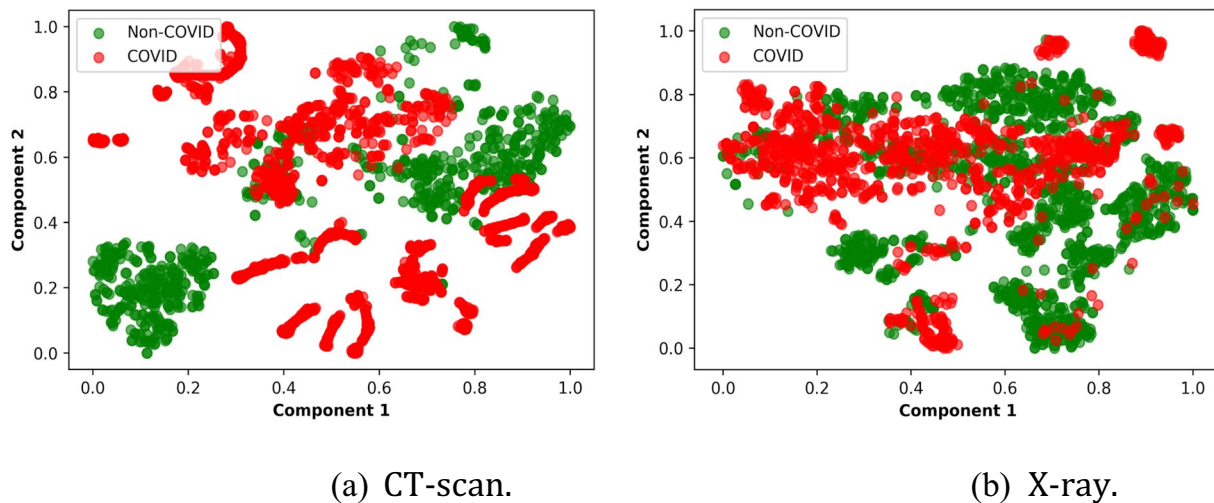 Non-COVID
COVID
1.0
0.8
0.6
0.4
0.2
0.0
Component 2
0.0 0.2 0.4 0.6 0.8 1.0
Component 1
(a) CT-scan.
Non-COVID
COVID
1.0
0.8
0.6
0.4
0.2
0.0
Component 2
0.0 0.2 0.4 0.6 0.8 1.0
Component 1
(b) X-ray.